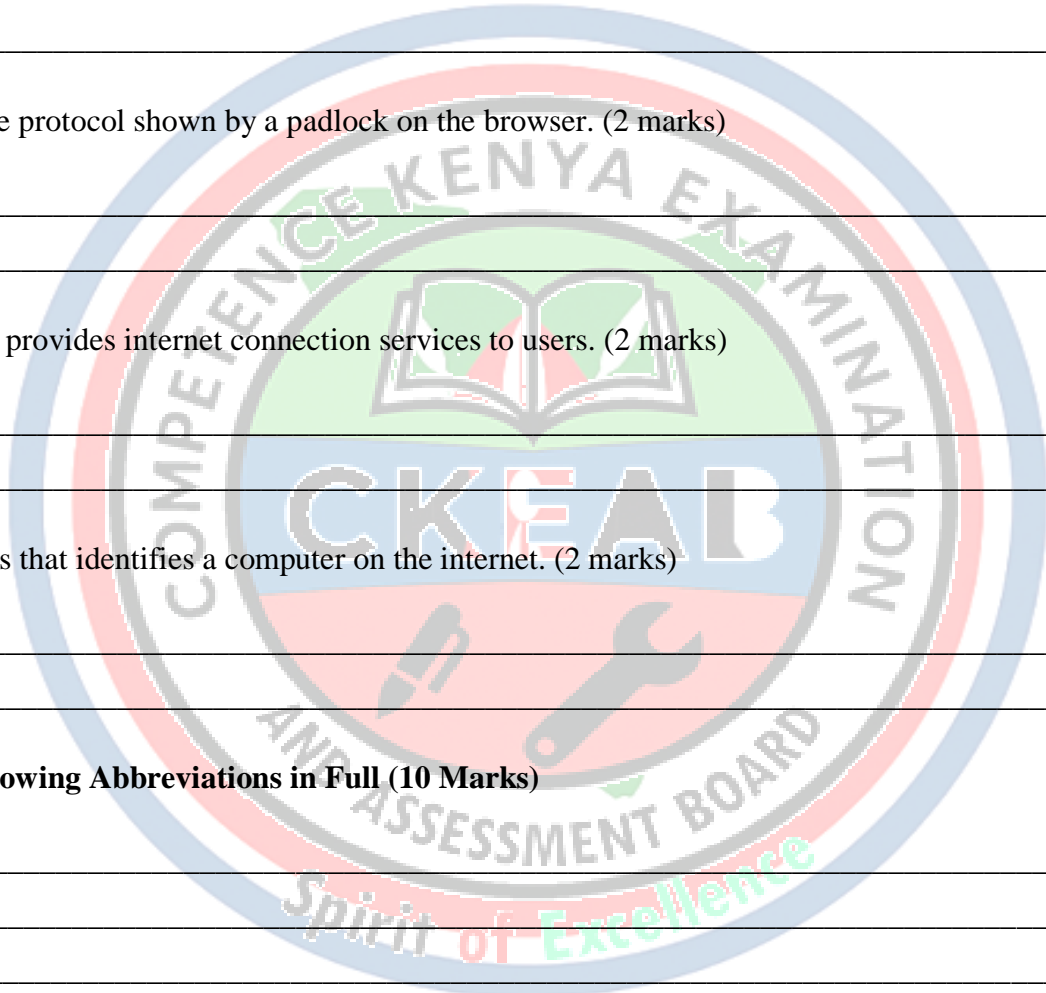 e protocol shown by a padlock on the browser. (2 marks)
COMPETENCE KENYA EXAMINATION
provides internet connection services to users. (2 marks)
CKEAB
s that identifies a computer on the internet. (2 marks)
owing Abbreviations in Full (10 Marks)
AND ASSESSMENT BOARD
Spirit of Excellence